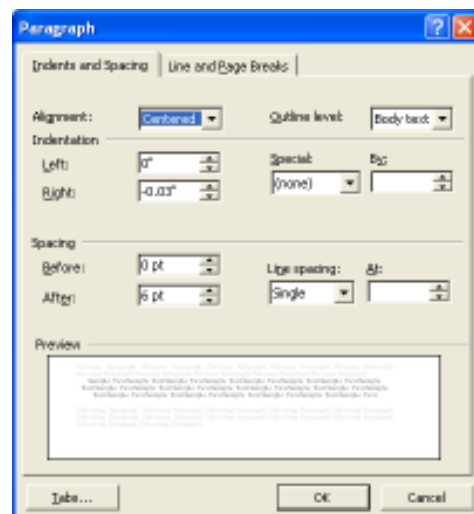 Paragraph
Indents and Spacing Line and Page Breaks
Alignment: Centered Outline level: Body text
Indentation
Left: 0" Special: By:
Right: -0.03" (none)
Spacing
Before: 0 pt Line spacing: At:
After: 6 pt Single
Preview
Tabs... OK Cancel